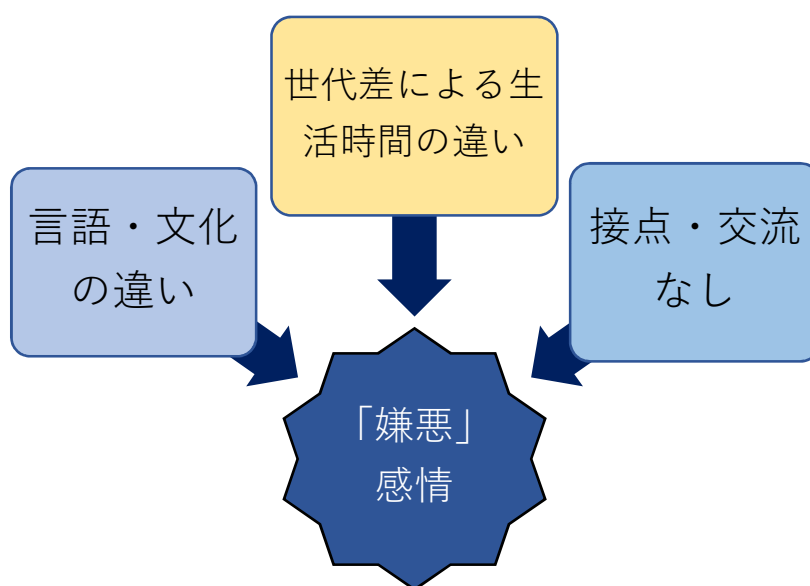 世代差による生
活時間の違い
言語・文化
の違い
接点・交流
なし
「嫌悪」
感情